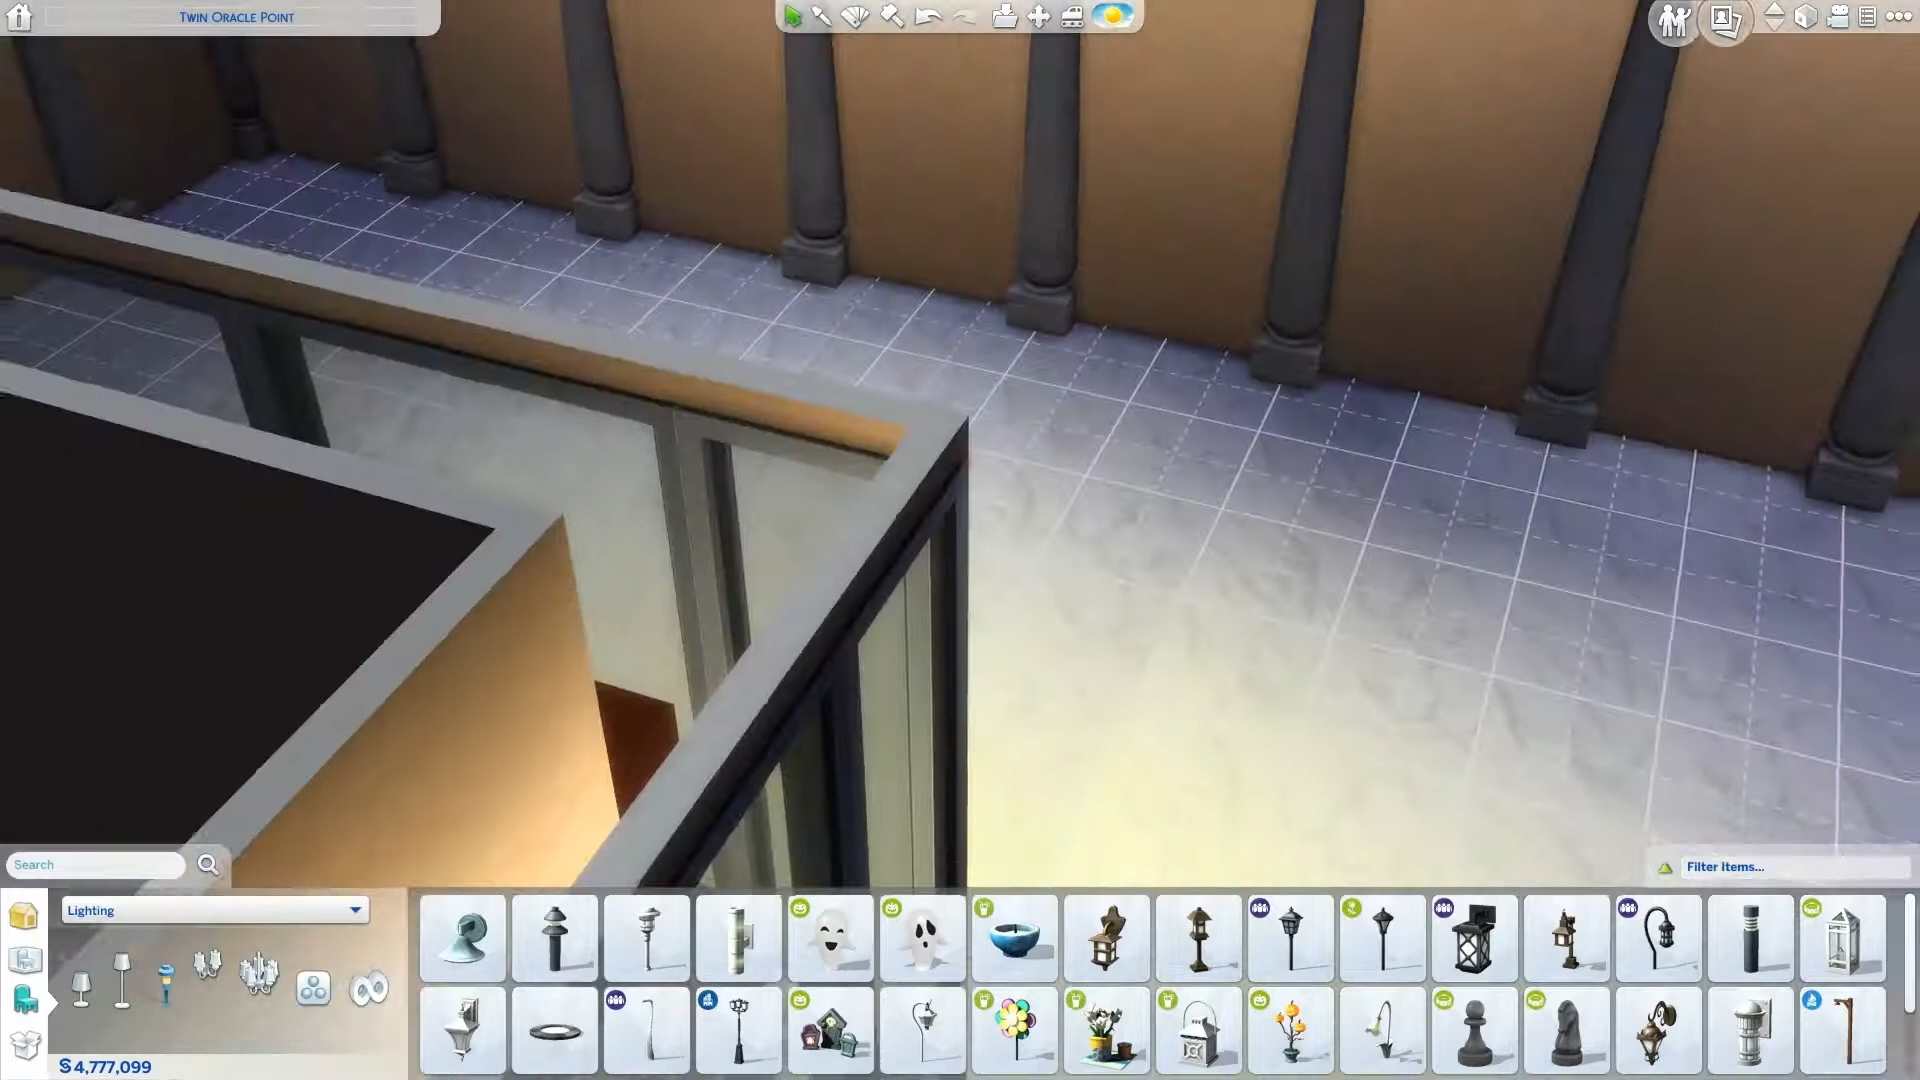 Twin Oracle Point
Search
Filter Items...
Lighting
§4,777,099